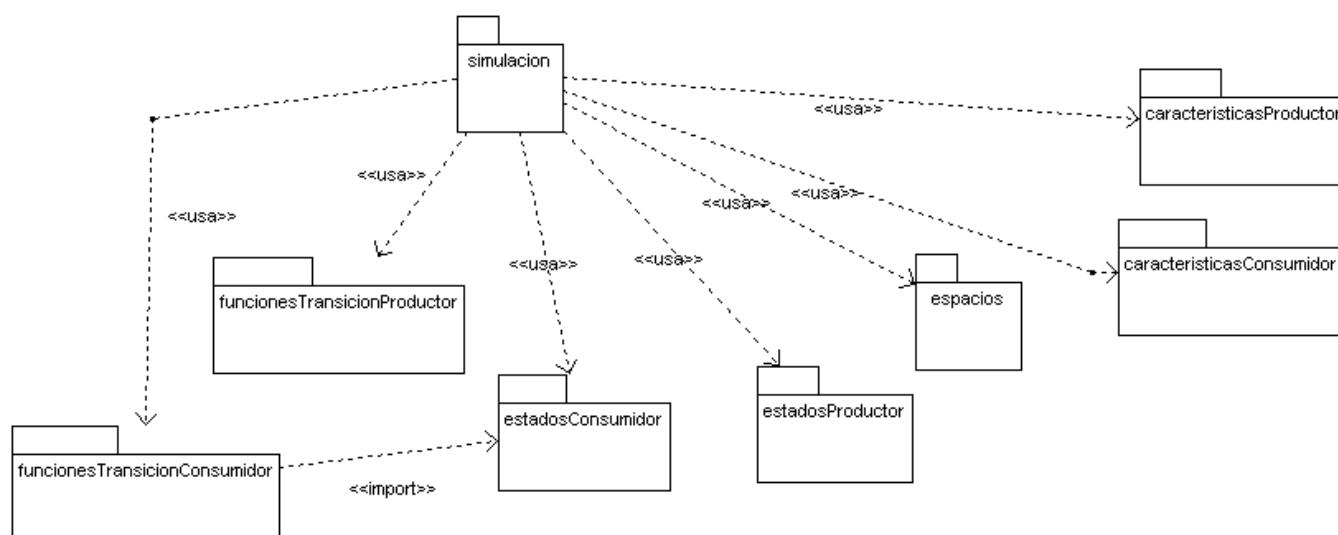 simulacion
<<usa>>
caracteristicasProductor
<<usa>>
<<usa>>
<<usa>>
<<usa>>
<<usa>>
<<usa>>
caracteristicasConsumidor
funcionesTransicionProductor
espacios
estadosConsumidor
estadosProductor
funcionesTransicionConsumidor
<<import>>